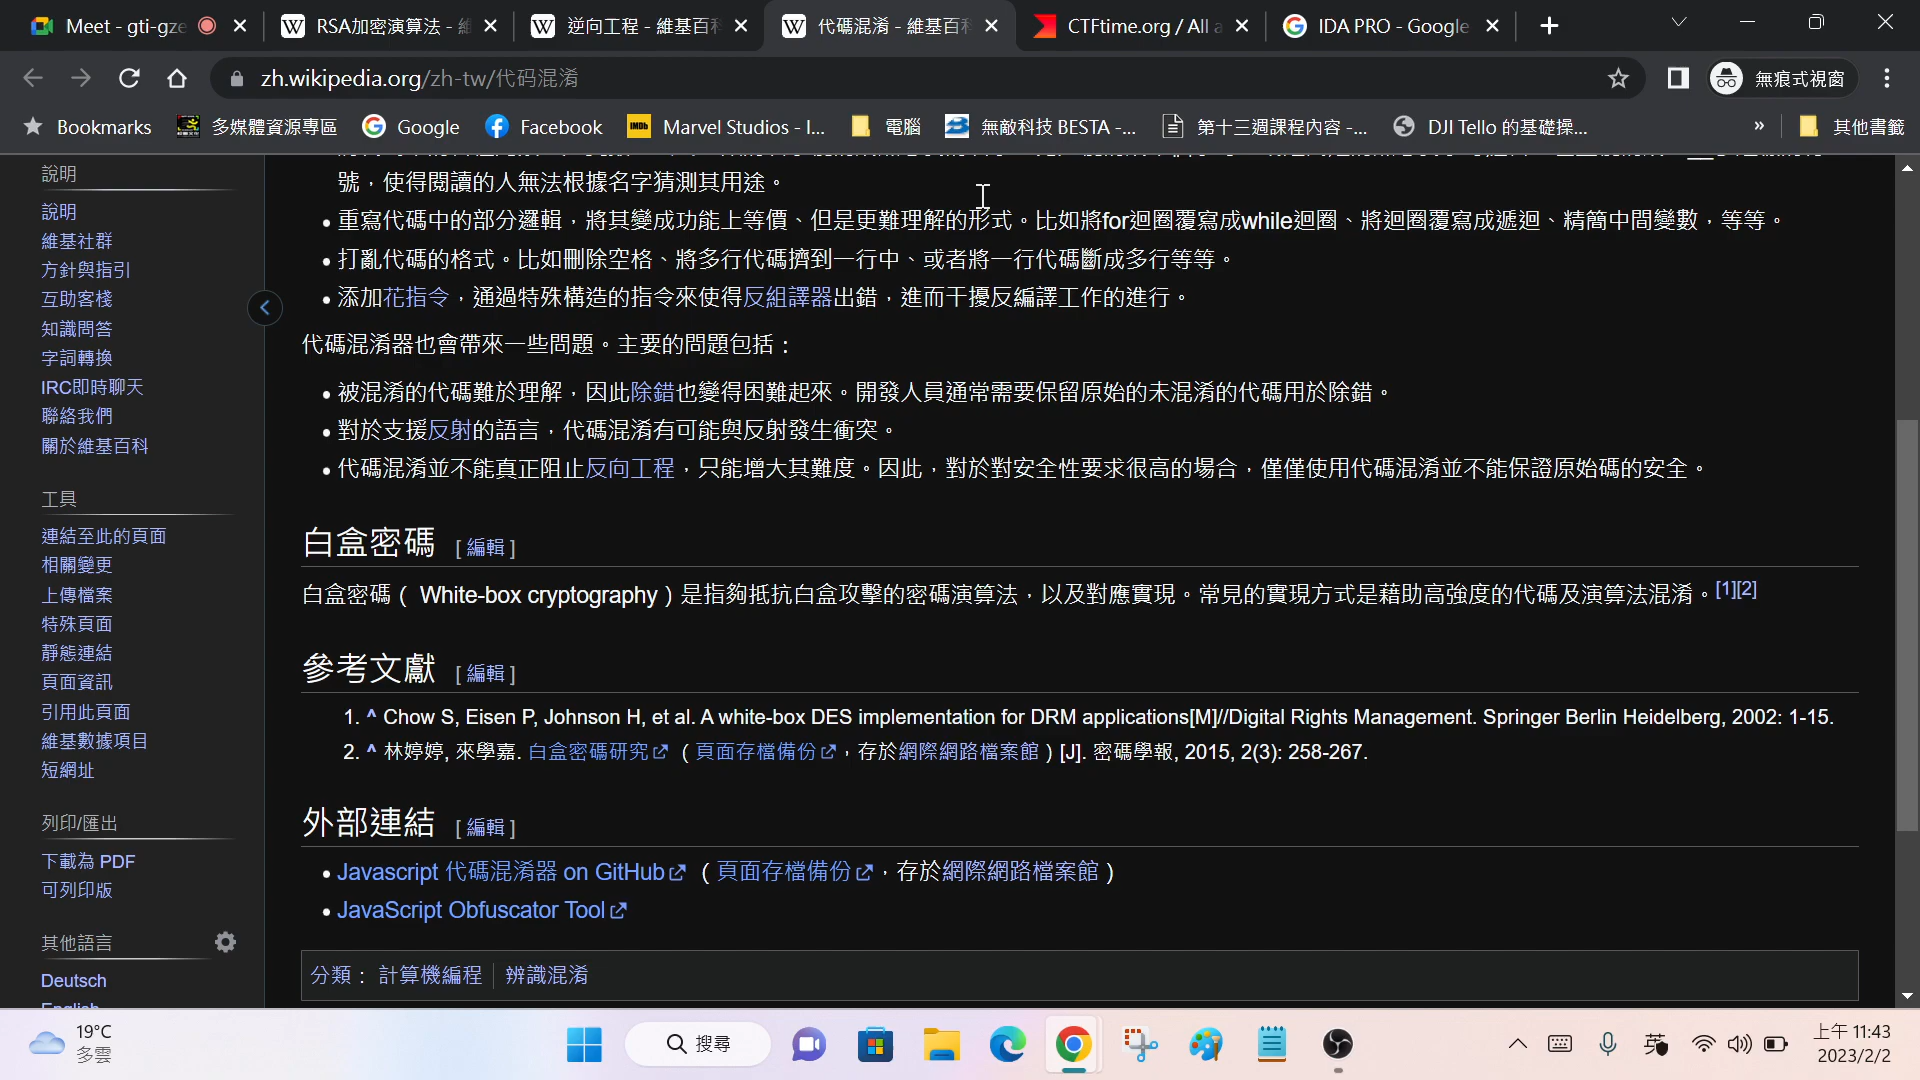 Meet - gti-gze
RSA加密演算法 - 維
逆向工程 - 維基百科
代碼混淆 - 維基百科
CTFtime.org / All a
IDA PRO - Google
zh.wikipedia.org/zh-tw/代码混淆
無痕式視窗
Bookmarks
多媒體資源專區
Google
Facebook
Marvel Studios - I...
電腦
無敵科技 BESTA -...
第十三週課程內容 -...
DJI Tello 的基礎操...
»
其他書籤
說明
說明
維基社群
方針與指引
互助客棧
知識問答
字詞轉換
IRC即時聊天
聯絡我們
關於維基百科
工具
連結至此的頁面
相關變更
上傳檔案
特殊頁面
靜態連結
頁面資訊
引用此頁面
維基數據項目
短網址
列印/匯出
下載為 PDF
可列印版
其他語言
Deutsch
English
號,使得閱讀的人無法根據名字猜測其用途。
重寫代碼中的部分邏輯,將其變成功能上等價、但是更難理解的形式。比如將for迴圈覆寫成while迴圈、將迴圈覆寫成遞迴、精簡中間變數,等等。
打亂代碼的格式。比如刪除空格、將多行代碼擠到一行中、或者將一行代碼斷成多行等等。
添加花指令,通過特殊構造的指令來使得反組譯器出錯,進而干擾反編譯工作的進行。
代碼混淆器也會帶來一些問題。主要的問題包括:
被混淆的代碼難於理解,因此除錯也變得困難起來。開發人員通常需要保留原始的未混淆的代碼用於除錯。
對於支援反射的語言,代碼混淆有可能與反射發生衝突。
代碼混淆並不能真正阻止反向工程,只能增大其難度。因此,對於對安全性要求很高的場合,僅僅使用代碼混淆並不能保證原始碼的安全。
白盒密碼 [編輯]
白盒密碼( White-box cryptography)是指夠抵抗白盒攻擊的密碼演算法,以及對應實現。常見的實現方式是藉助高強度的代碼及演算法混淆。[1][2]
參考文獻 [編輯]
1. ^ Chow S, Eisen P, Johnson H, et al. A white-box DES implementation for DRM applications[M]//Digital Rights Management. Springer Berlin Heidelberg, 2002: 1-15.
2. ^ 林婷婷, 來學嘉. 白盒密碼研究 (頁面存檔備份,存於網際網路檔案館) [J]. 密碼學報, 2015, 2(3): 258-267.
外部連結 [編輯]
Javascript 代碼混淆器 on GitHub (頁面存檔備份,存於網際網路檔案館)
JavaScript Obfuscator Tool
分類: 計算機編程 | 辨識混淆
19°C
多雲
搜尋
英
上午 11:43
2023/2/2